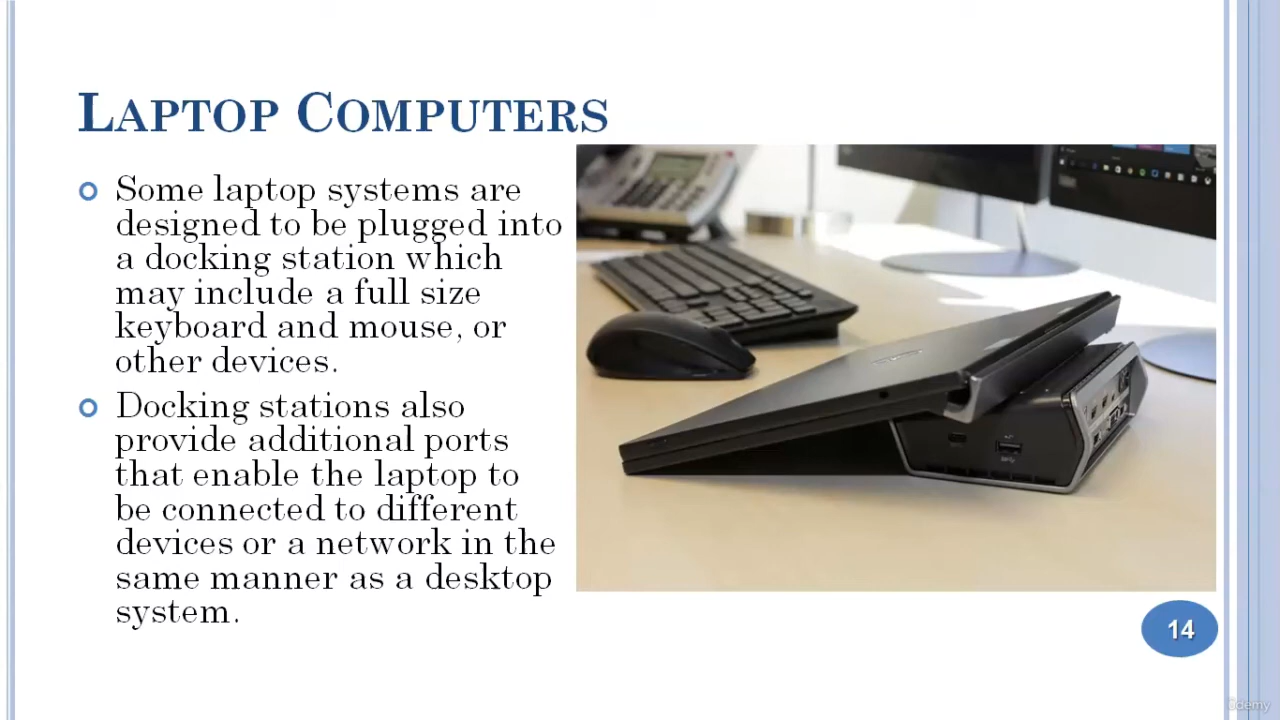 LAPTOP COMPUTERS
Some laptop systems are
designed to be plugged into
a docking station which
may include a full size
keyboard and mouse, or
other devices.
Docking stations also
provide additional ports
that enable the laptop to
be connected to different
devices or a network in the
same manner as a desktop
system.
14
ûdemy